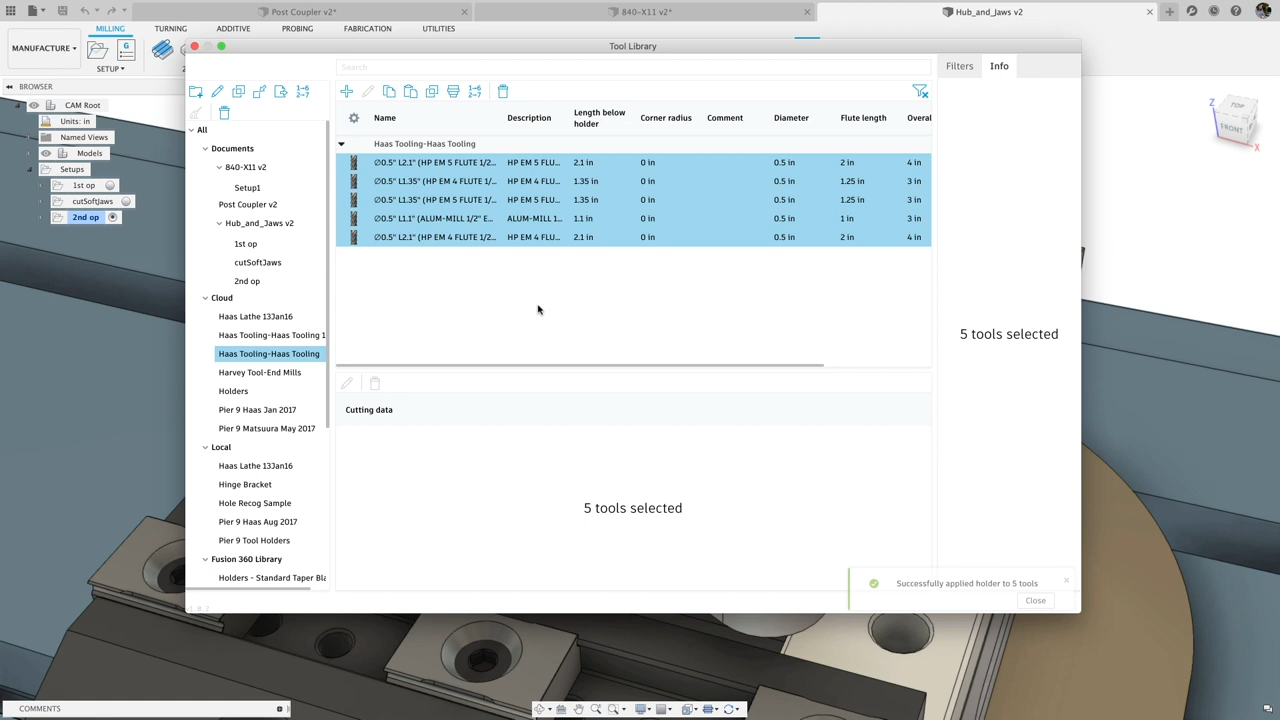 Post Coupler v2*
840-X11 v2*
Hub_and_Jaws v2
MILLING
TURNING
ADDITIVE
PROBING
FABRICATION
UTILITIES
MANUFACTURE
SETUP
BROWSER
CAM Root
Units: in
Named Views
Models
Setups
1st op
cutSoftJaws
2nd op
Tool Library
Search
Filters
Info
All
Documents
840-X11 v2
Setup1
Post Coupler v2
Hub_and_Jaws v2
1st op
cutSoftJaws
2nd op
Cloud
Haas Lathe 13Jan16
Haas Tooling-Haas Tooling 1
Haas Tooling-Haas Tooling
Harvey Tool-End Mills
Holders
Pier 9 Haas Jan 2017
Pier 9 Matsuura May 2017
Local
Haas Lathe 13Jan16
Hinge Bracket
Hole Recog Sample
Pier 9 Haas Aug 2017
Pier 9 Tool Holders
Fusion 360 Library
Holders - Standard Taper Bla
Name Description Length below holder Corner radius Comment Diameter Flute length Overal
Haas Tooling-Haas Tooling
∅0.5" L2.1" (HP EM 5 FLUTE 1/2... HP EM 5 FLU... 2.1 in 0 in 0.5 in 2 in 4 in
∅0.5" L1.35" (HP EM 4 FLUTE 1/... HP EM 4 FLU... 1.35 in 0 in 0.5 in 1.25 in 3 in
∅0.5" L1.35" (HP EM 5 FLUTE 1/... HP EM 5 FLU... 1.35 in 0 in 0.5 in 1.25 in 3 in
∅0.5" L1.1" (ALUM-MILL 1/2" E... ALUM-MILL 1... 1.1 in 0 in 0.5 in 1 in 3 in
∅0.5" L2.1" (HP EM 4 FLUTE 1/2... HP EM 4 FLU... 2.1 in 0 in 0.5 in 2 in 4 in
Cutting data
5 tools selected
5 tools selected
Successfully applied holder to 5 tools
Close
TOP
FRONT
Z
X
COMMENTS